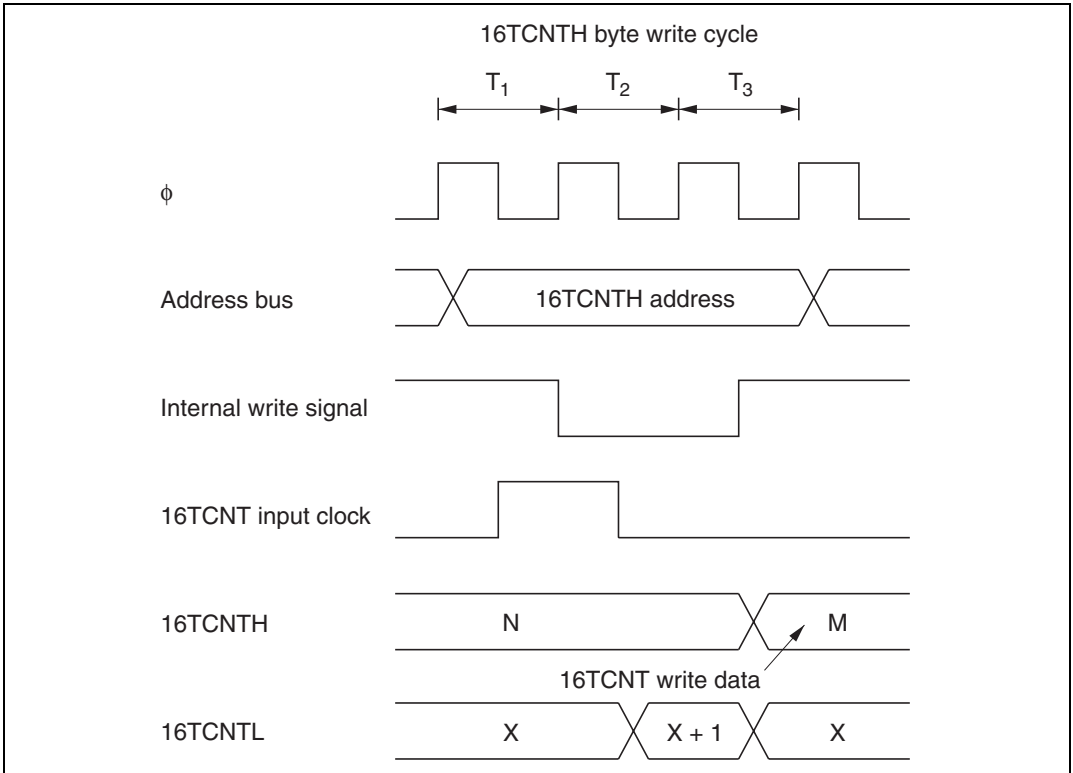 16TCNTH byte write cycle
T1 T2 T3
φ
Address bus 16TCNTH address
Internal write signal
16TCNT input clock
16TCNTH N M
16TCNT write data
16TCNTL X X + 1 X